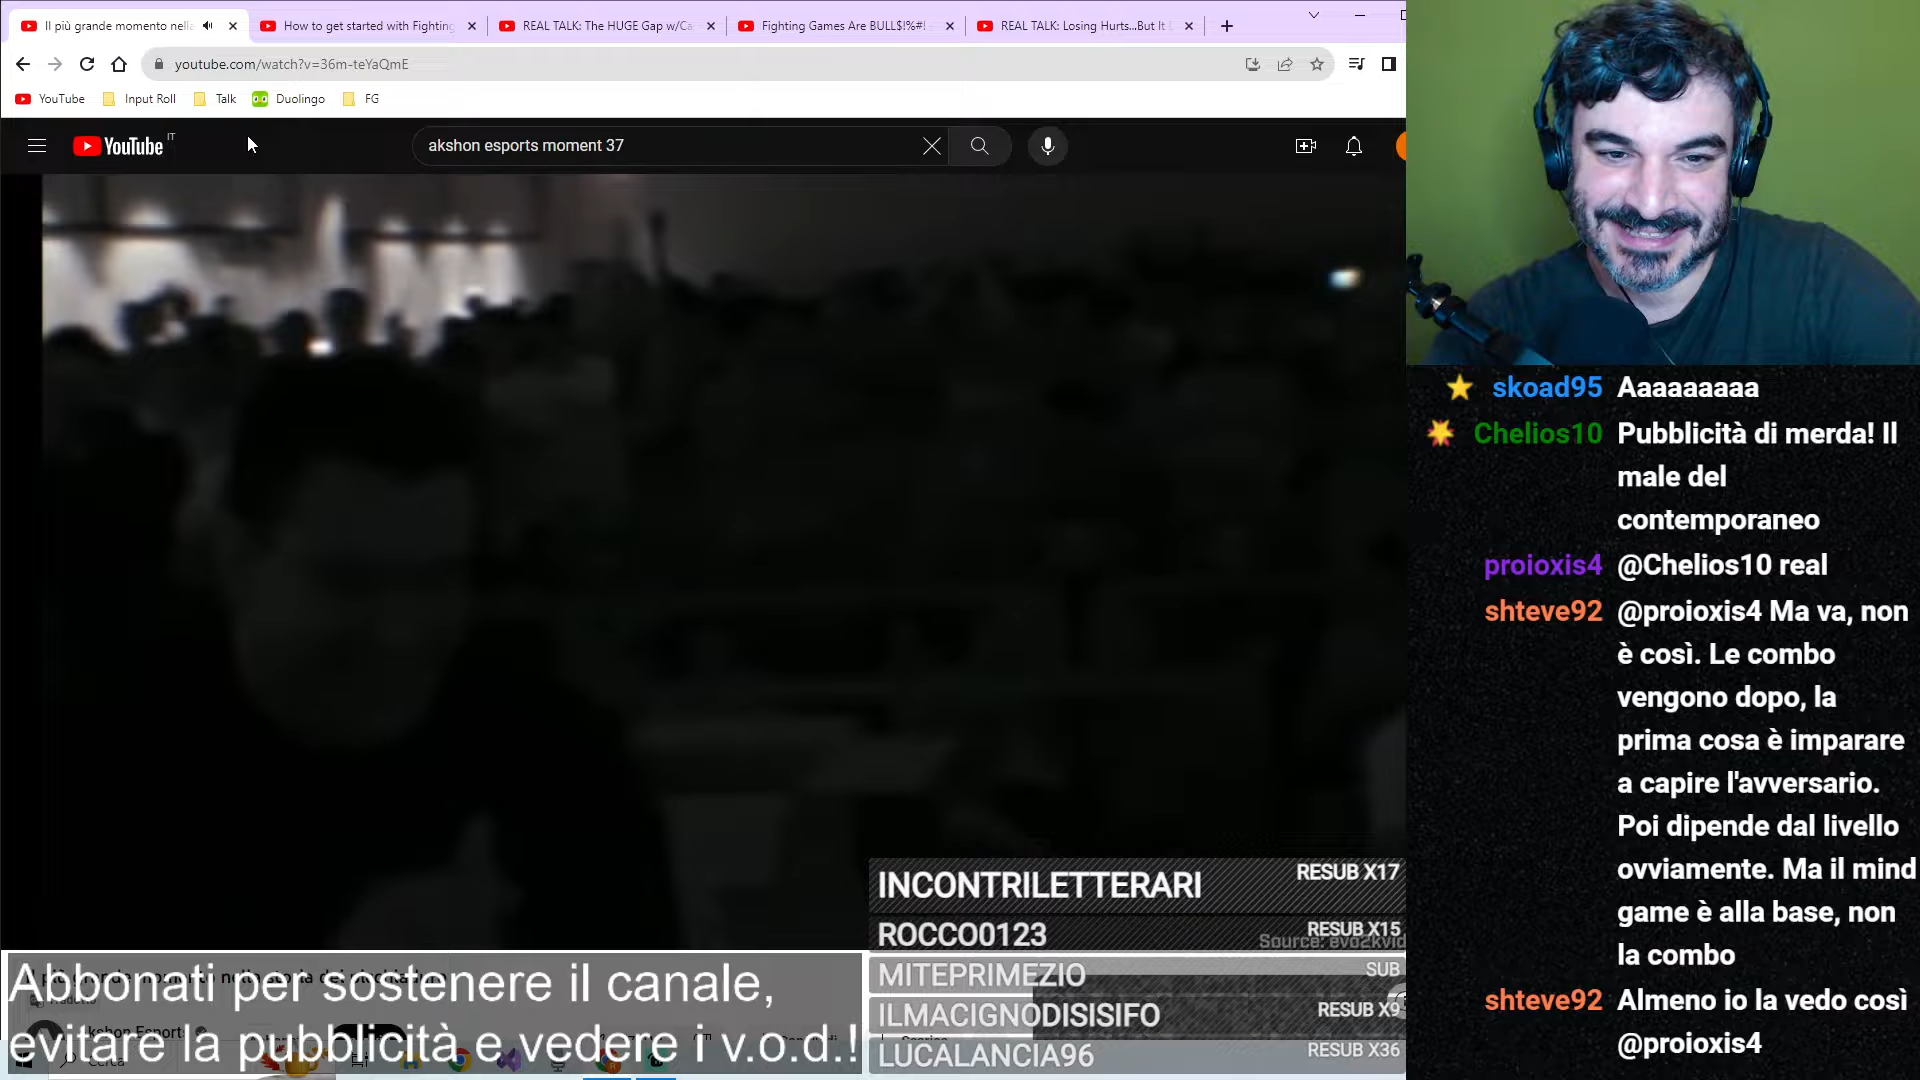 Il più grande momento nella
How to get started with Fighting
REAL TALK: The HUGE Gap w/Ca
Fighting Games Are BULL$!%#!
REAL TALK: Losing Hurts...But It D
youtube.com/watch?v=36m-teYaQmE
YouTube
Input Roll
Talk
Duolingo
FG
YouTube IT
akshon esports moment 37
skoad95 Aaaaaaaaa
Chelios10 Pubblicità di merda! Il
male del
contemporaneo
proioxis4 @Chelios10 real
shteve92 @proioxis4 Ma va, non
è così. Le combo
vengono dopo, la
prima cosa è imparare
a capire l'avversario.
Poi dipende dal livello
ovviamente. Ma il mind
game è alla base, non
la combo
shteve92 Almeno io la vedo così
@proioxis4
INCONTRILETTERARI RESUB X17
ROCCO0123 RESUB X15
Source: evo2kvid
MITEPRIMEZIO SUB
ILMACIGNODISISIFO RESUB X9
LUCALANCIA96 RESUB X36
Abbonati per sostenere il canale,
evitare la pubblicità e vedere i v.o.d.!
Cerca